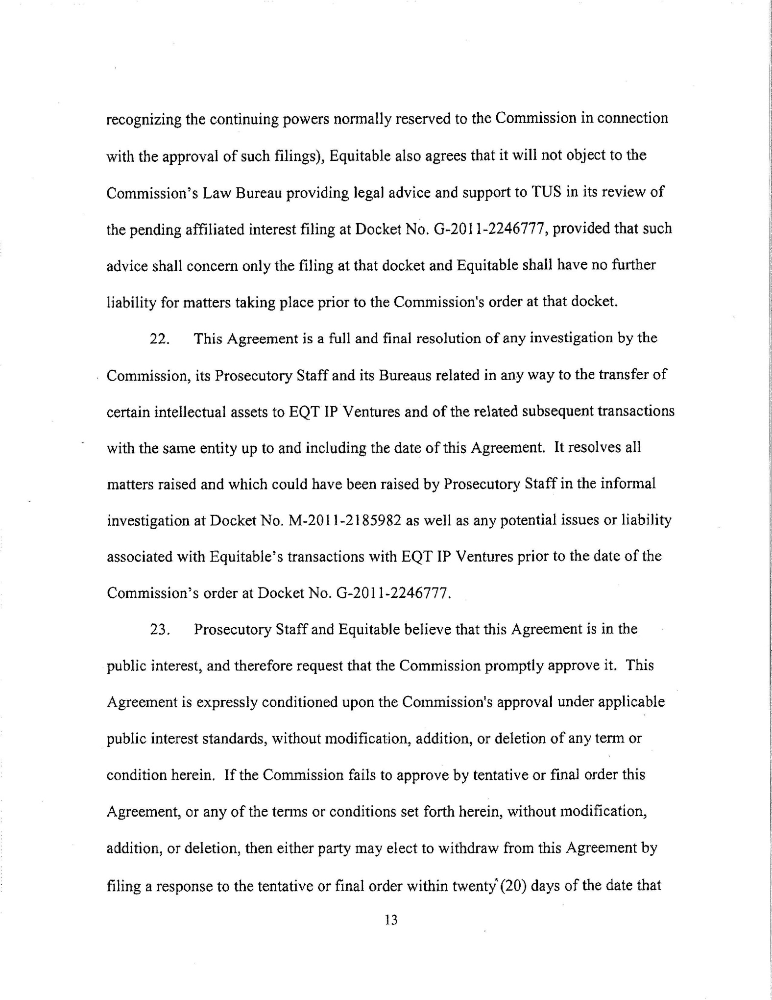 recognizing the continuing powers normally reserved to the Commission in connection
with the approval of such filings), Equitable also agrees that it will not object to the
Commission’s Law Bureau providing legal advice and support to TUS in its review of
the pending affiliated interest filing at Docket No. G-2011-2246777, provided that such
advice shall concern only the filing at that docket and Equitable shall have no further
liability for matters taking place prior to the Commission's order at that docket.
22. This Agreement is a full and final resolution of any investigation by the
Commission, its Prosecutory Staff and its Bureaus related in any way to the transfer of
certain intellectual assets to EQT IP Ventures and of the related subsequent transactions
with the same entity up to and including the date of this Agreement. It resolves all
matters raised and which could have been raised by Prosecutory Staff in the informal
investigation at Docket No. M-2011-2185982 as well as any potential issues or liability
associated with Equitable’s transactions with EQT IP Ventures prior to the date of the
Commission’s order at Docket No. G-2011-2246777.
23. Prosecutory Staff and Equitable believe that this Agreement is in the
public interest, and therefore request that the Commission promptly approve it. This
Agreement is expressly conditioned upon the Commission's approval under applicable
public interest standards, without modification, addition, or deletion of any term or
condition herein. If the Commission fails to approve by tentative or final order this
Agreement, or any of the terms or conditions set forth herein, without modification,
addition, or deletion, then either party may elect to withdraw from this Agreement by
filing a response to the tentative or final order within twenty (20) days of the date that
13